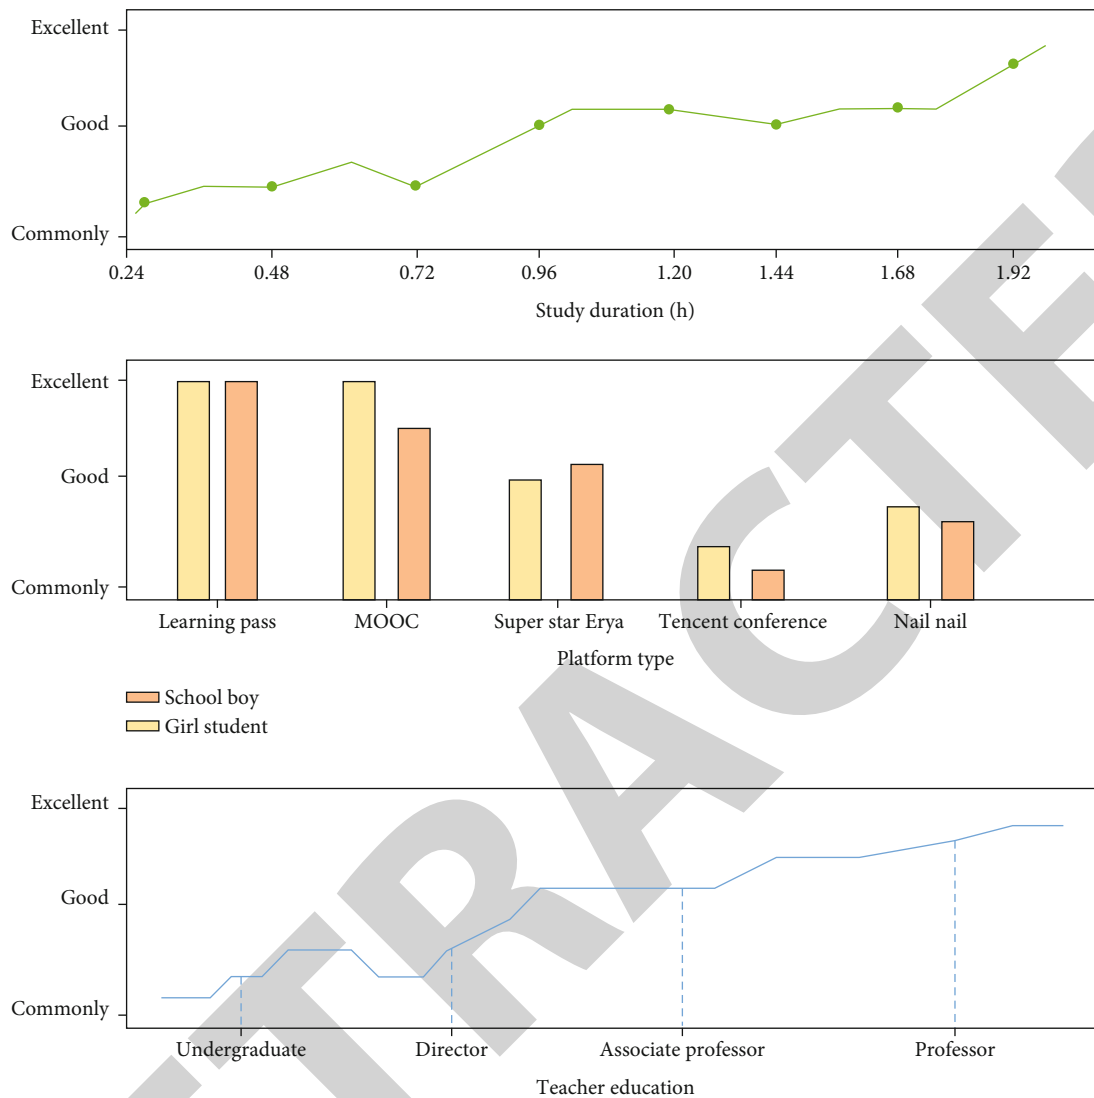 Excellent
Good
Commonly
0.24 0.48 0.72 0.96 1.20 1.44 1.68 1.92
Study duration (h)
Excellent
Good
Commonly
Learning pass MOOC Super star Erya Tencent conference Nail nail
Platform type
School boy
Girl student
Excellent
Good
Commonly
Undergraduate Director Associate professor Professor
Teacher education
TRACTE